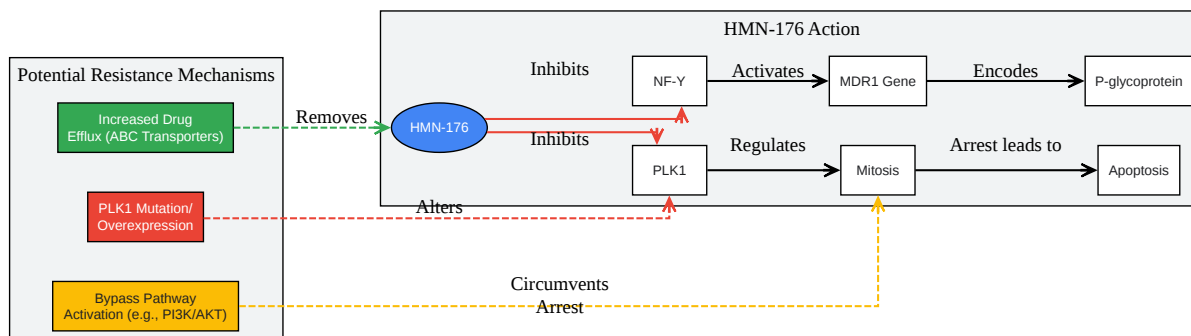 HMN-176 Action
Potential Resistance Mechanisms
Increased Drug
Efflux (ABC Transporters)
Removes
HMN-176
Inhibits
Inhibits
NF-Y
Activates
MDR1 Gene
Encodes
P-glycoprotein
PLK1
Regulates
Mitosis
Arrest leads to
Apoptosis
PLK1 Mutation/
Overexpression
Alters
Bypass Pathway
Activation (e.g., PI3K/AKT)
Circumvents
Arrest